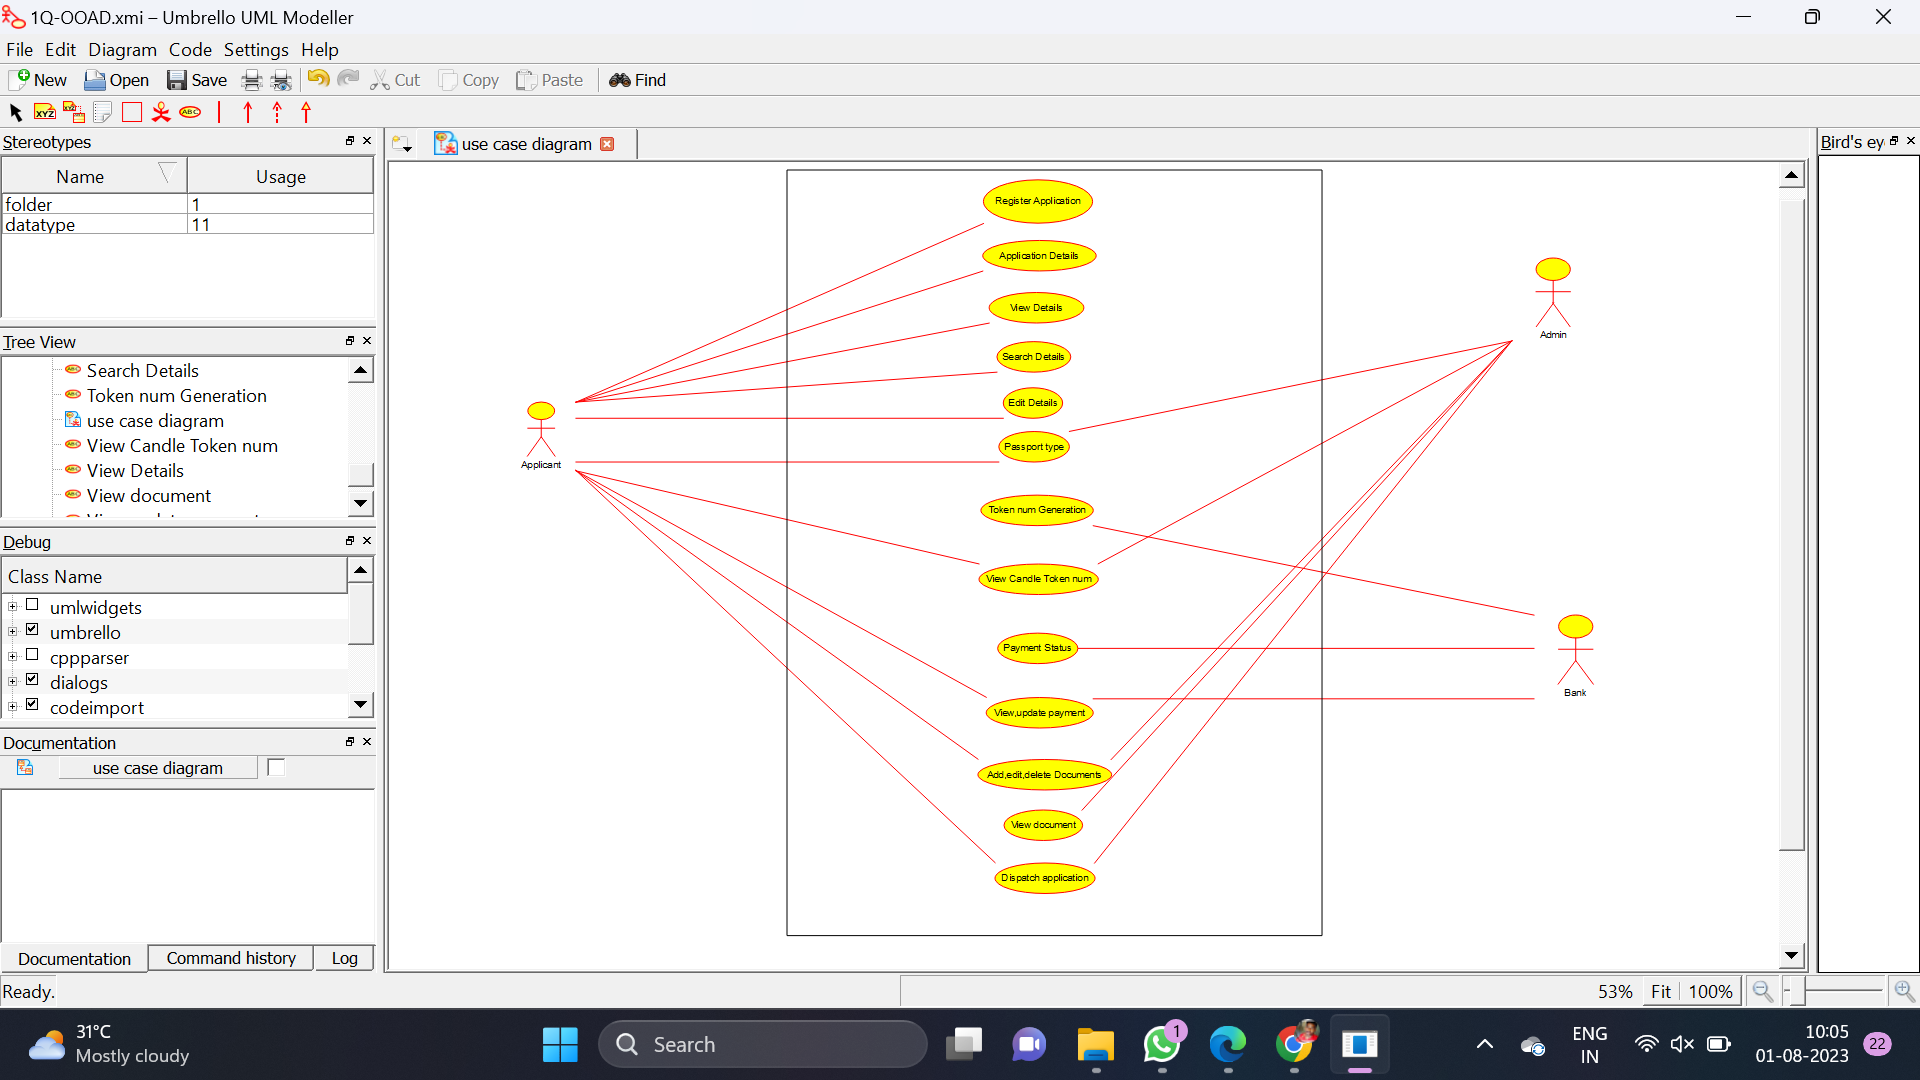 1Q-OOAD.xmi – Umbrello UML Modeller
File Edit Diagram Code Settings Help
New Open Save Cut Copy Paste Find
XYZ XYZ ABC
Stereotypes
Name Usage
folder 1
datatype 11
Tree View
Search Details
Token num Generation
use case diagram
View Candle Token num
View Details
View document
Debug
Class Name
umlwidgets
umbrello
cppparser
dialogs
codeimport
Documentation
use case diagram
Documentation Command history Log
Ready.
use case diagram
Register Application
Application Details
View Details
Search Details
Edit Details
Passport type
Token num Generation
View Candle Token num
Payment Status
View,update payment
Add,edit,delete Documents
View document
Dispatch application
Applicant
Admin
Bank
Bird's ey
53% Fit 100%
31°C
Mostly cloudy
Search
1
ENG
IN
10:05
01-08-2023
22